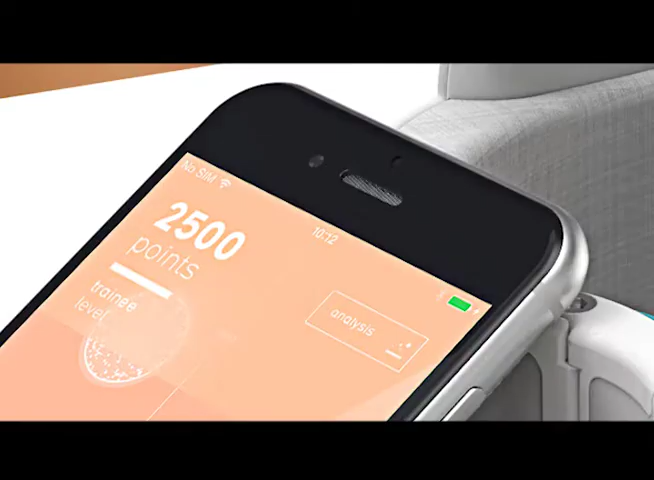 No SIM
10:12
2500
points
trainee
level
analysis